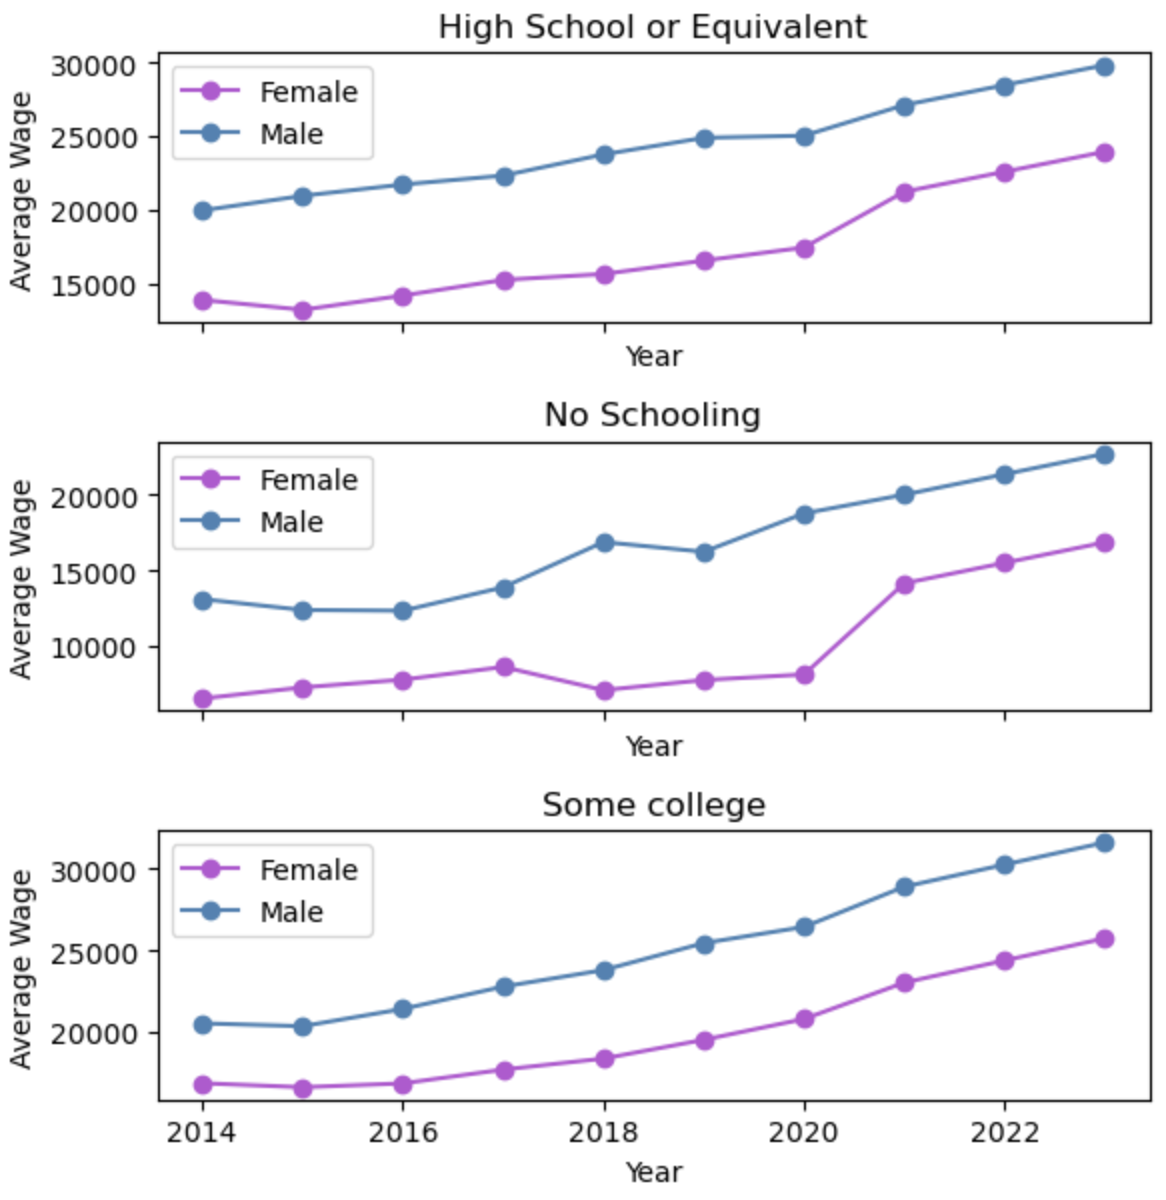 High School or Equivalent
Average Wage
30000
25000
20000
15000
Female
Male
Year
No Schooling
Average Wage
20000
15000
10000
Female
Male
Year
Some college
Average Wage
30000
25000
20000
Female
Male
2014 2016 2018 2020 2022
Year